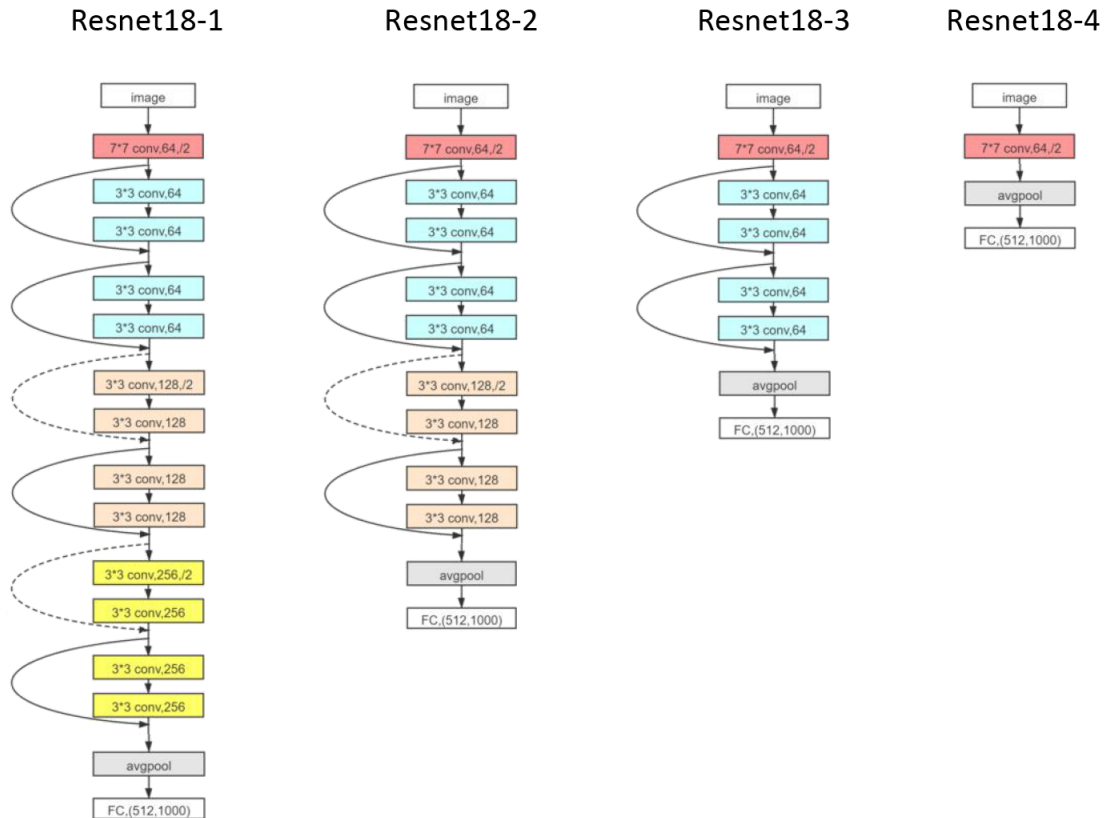 Resnet18-1
image
7*7 conv,64,/2
3*3 conv,64
3*3 conv,64
3*3 conv,64
3*3 conv,64
3*3 conv,128,/2
3*3 conv,128
3*3 conv,128
3*3 conv,128
3*3 conv,256,/2
3*3 conv,256
3*3 conv,256
3*3 conv,256
avgpool
FC,(512,1000)
Resnet18-2
image
7*7 conv,64,/2
3*3 conv,64
3*3 conv,64
3*3 conv,64
3*3 conv,64
3*3 conv,128,/2
3*3 conv,128
3*3 conv,128
3*3 conv,128
avgpool
FC,(512,1000)
Resnet18-3
image
7*7 conv,64,/2
3*3 conv,64
3*3 conv,64
3*3 conv,64
3*3 conv,64
avgpool
FC,(512,1000)
Resnet18-4
image
7*7 conv,64,/2
avgpool
FC,(512,1000)